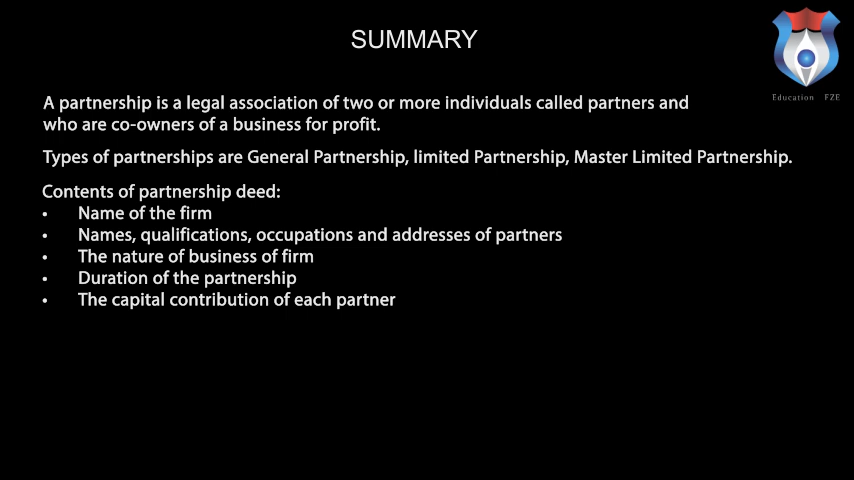 SUMMARY
Education FZE
A partnership is a legal association of two or more individuals called partners and
who are co-owners of a business for profit.
Types of partnerships are General Partnership, limited Partnership, Master Limited Partnership.
Contents of partnership deed:
• Name of the firm
• Names, qualifications, occupations and addresses of partners
• The nature of business of firm
• Duration of the partnership
• The capital contribution of each partner